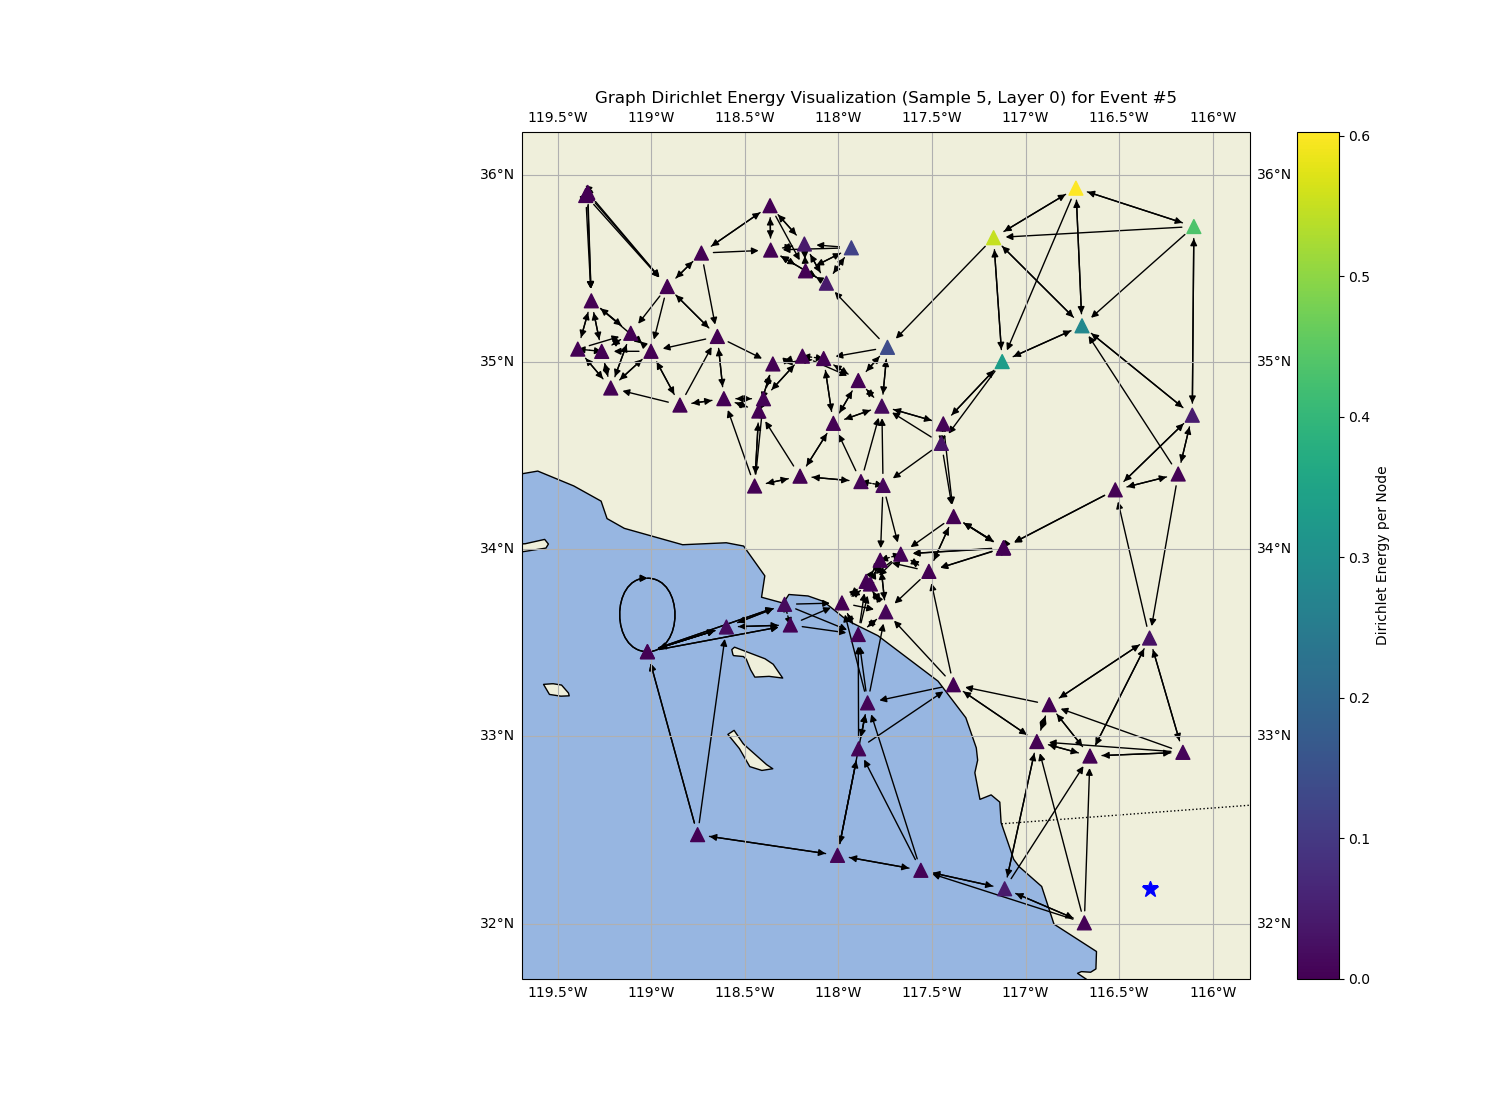 Graph Dirichlet Energy Visualization (Sample 5, Layer 0) for Event #5
119.5°W 119°W 118.5°W 118°W 117.5°W 117°W 116.5°W 116°W
36°N 36°N
35°N 35°N
34°N 34°N
33°N 33°N
32°N 32°N
119.5°W 119°W 118.5°W 118°W 117.5°W 117°W 116.5°W 116°W
0.6
0.5
0.4
0.3
0.2
0.1
0.0
Dirichlet Energy per Node